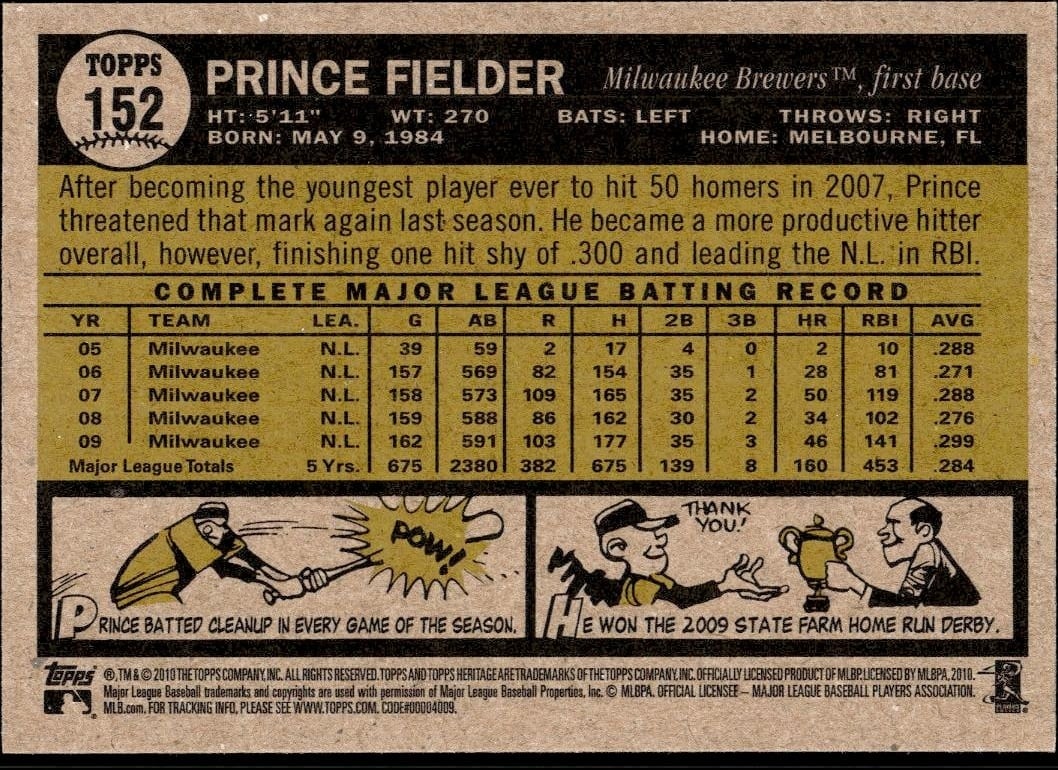 TOPPS
152
PRINCE FIELDER Milwaukee Brewers™, first base
HT: 5'11" WT: 270 BATS: LEFT THROWS: RIGHT
BORN: MAY 9, 1984 HOME: MELBOURNE, FL
After becoming the youngest player ever to hit 50 homers in 2007, Prince
threatened that mark again last season. He became a more productive hitter
overall, however, finishing one hit shy of .300 and leading the N.L. in RBI.
COMPLETE MAJOR LEAGUE BATTING RECORD
YR TEAM LEA. G AB R H 2B 3B HR RBI AVG
05 Milwaukee N.L. 39 59 2 17 4 0 2 10 .288
06 Milwaukee N.L. 157 569 82 154 35 1 28 81 .271
07 Milwaukee N.L. 158 573 109 165 35 2 50 119 .288
08 Milwaukee N.L. 159 588 86 162 30 2 34 102 .276
09 Milwaukee N.L. 162 591 103 177 35 3 46 141 .299
Major League Totals 5 Yrs. 675 2380 382 675 139 8 160 453 .284
POW!
PRINCE BATTED CLEANUP IN EVERY GAME OF THE SEASON.
THANK
YOU!
HE WON THE 2009 STATE FARM HOME RUN DERBY.
Topps ®, TM & © 2010 THE TOPPS COMPANY, INC. ALL RIGHTS RESERVED. TOPPS AND TOPPS HERITAGE ARE TRADEMARKS OF THE TOPPS COMPANY, INC. OFFICIALLY LICENSED PRODUCT OF MLBP. LICENSED BY MLBPA, 2010.
Major League Baseball trademarks and copyrights are used with permission of Major League Baseball Properties, Inc. © MLBPA. OFFICIAL LICENSEE – MAJOR LEAGUE BASEBALL PLAYERS ASSOCIATION.
MLB.com. FOR TRACKING INFO, PLEASE SEE WWW.TOPPS.COM. CODE#00004009.